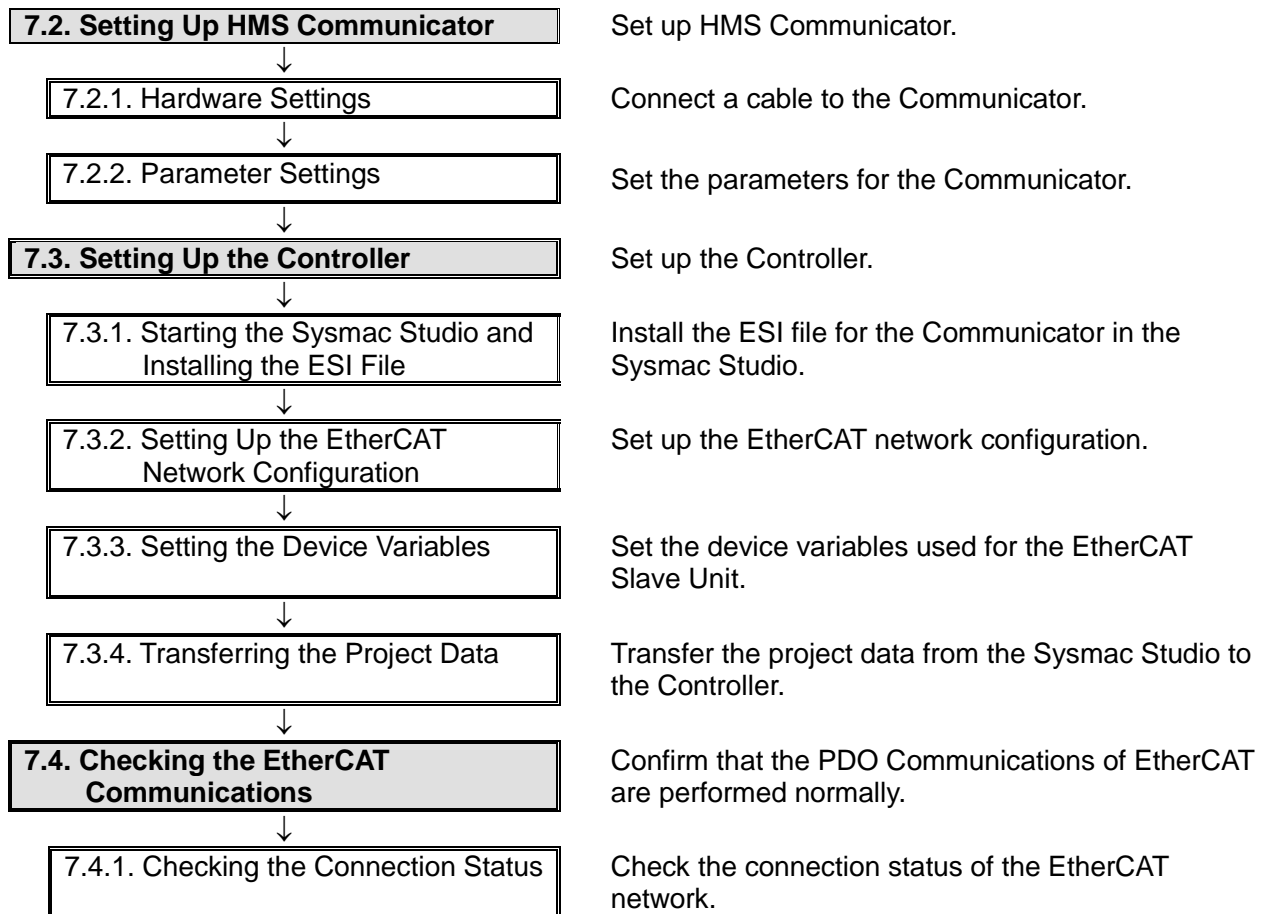 7.2. Setting Up HMS Communicator
Set up HMS Communicator.
↓
7.2.1. Hardware Settings
Connect a cable to the Communicator.
↓
7.2.2. Parameter Settings
Set the parameters for the Communicator.
↓
7.3. Setting Up the Controller
Set up the Controller.
↓
7.3.1. Starting the Sysmac Studio and
Installing the ESI File
Install the ESI file for the Communicator in the
Sysmac Studio.
↓
7.3.2. Setting Up the EtherCAT
Network Configuration
Set up the EtherCAT network configuration.
↓
7.3.3. Setting the Device Variables
Set the device variables used for the EtherCAT
Slave Unit.
↓
7.3.4. Transferring the Project Data
Transfer the project data from the Sysmac Studio to
the Controller.
↓
7.4. Checking the EtherCAT
Communications
Confirm that the PDO Communications of EtherCAT
are performed normally.
↓
7.4.1. Checking the Connection Status
Check the connection status of the EtherCAT
network.